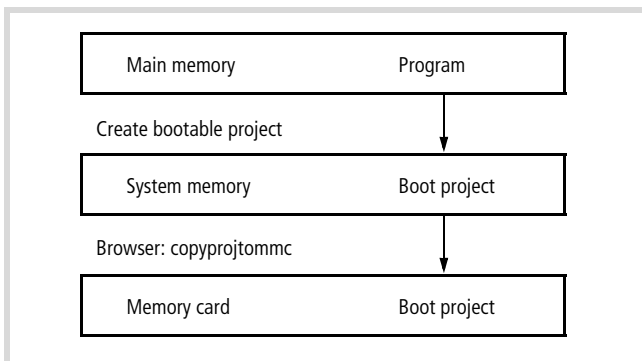 Main memory Program
Create bootable project
System memory Boot project
Browser: copyprojtommc
Memory card Boot project